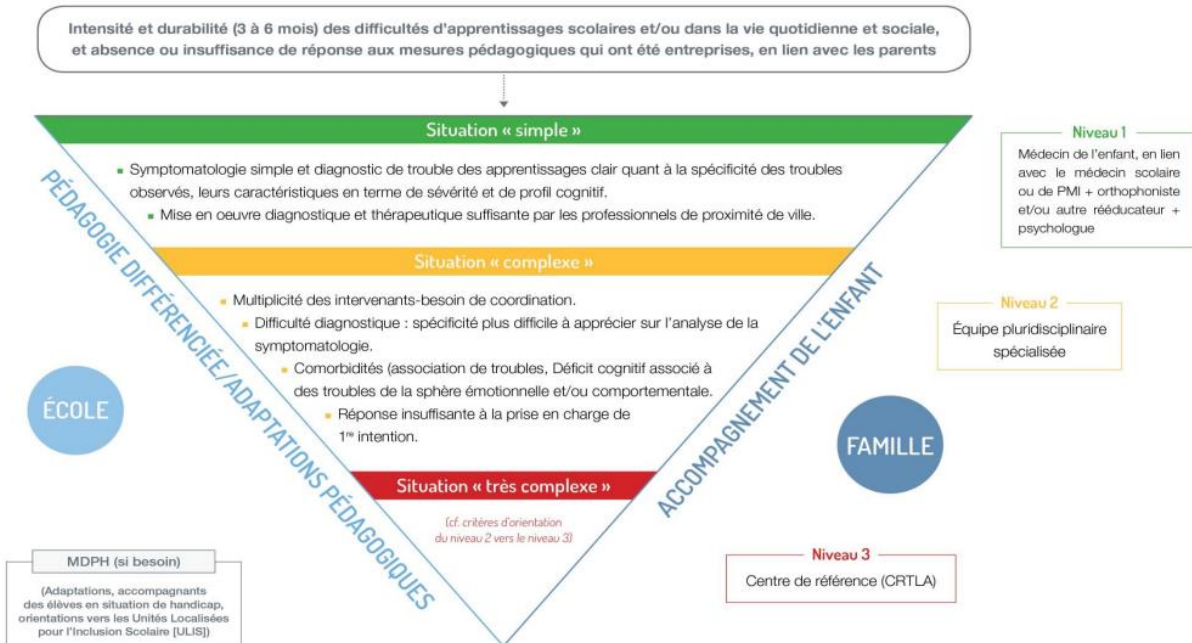 Intensité et durabilité (3 à 6 mois) des difficultés d'apprentissages scolaires et/ou dans la vie quotidienne et sociale,
et absence ou insuffisance de réponse aux mesures pédagogiques qui ont été entreprises, en lien avec les parents
Situation « simple »
Symptomatologie simple et diagnostic de trouble des apprentissages clair quant à la spécificité des troubles
observés, leurs caractéristiques en terme de sévérité et de profil cognitif.
Mise en oeuvre diagnostique et thérapeutique suffisante par les professionnels de proximité de ville.
Niveau 1
Médecin de l'enfant, en lien
avec le médecin scolaire
ou de PMI + orthophoniste
et/ou autre rééducateur +
psychologue
Situation « complexe »
Multiplicité des intervenants-besoin de coordination.
Difficulté diagnostique : spécificité plus difficile à apprécier sur l'analyse de la
symptomatologie.
Comorbidités (association de troubles, Déficit cognitif associé à
des troubles de la sphère émotionnelle et/ou comportementale.
Réponse insuffisante à la prise en charge de
1re intention.
Niveau 2
Équipe pluridisciplinaire
spécialisée
PÉDAGOGIE DIFFÉRENCIÉE/ADAPTATIONS PÉDAGOGIQUES
ACCOMPAGNEMENT DE L'ENFANT
ÉCOLE
FAMILLE
Situation « très complexe »
(cf. critères d'orientation
du niveau 2 vers le niveau 3)
Niveau 3
Centre de référence (CRTLA)
MDPH (si besoin)
(Adaptations, accompagnants
des élèves en situation de handicap,
orientations vers les Unités Localisées
pour l'Inclusion Scolaire [ULIS])